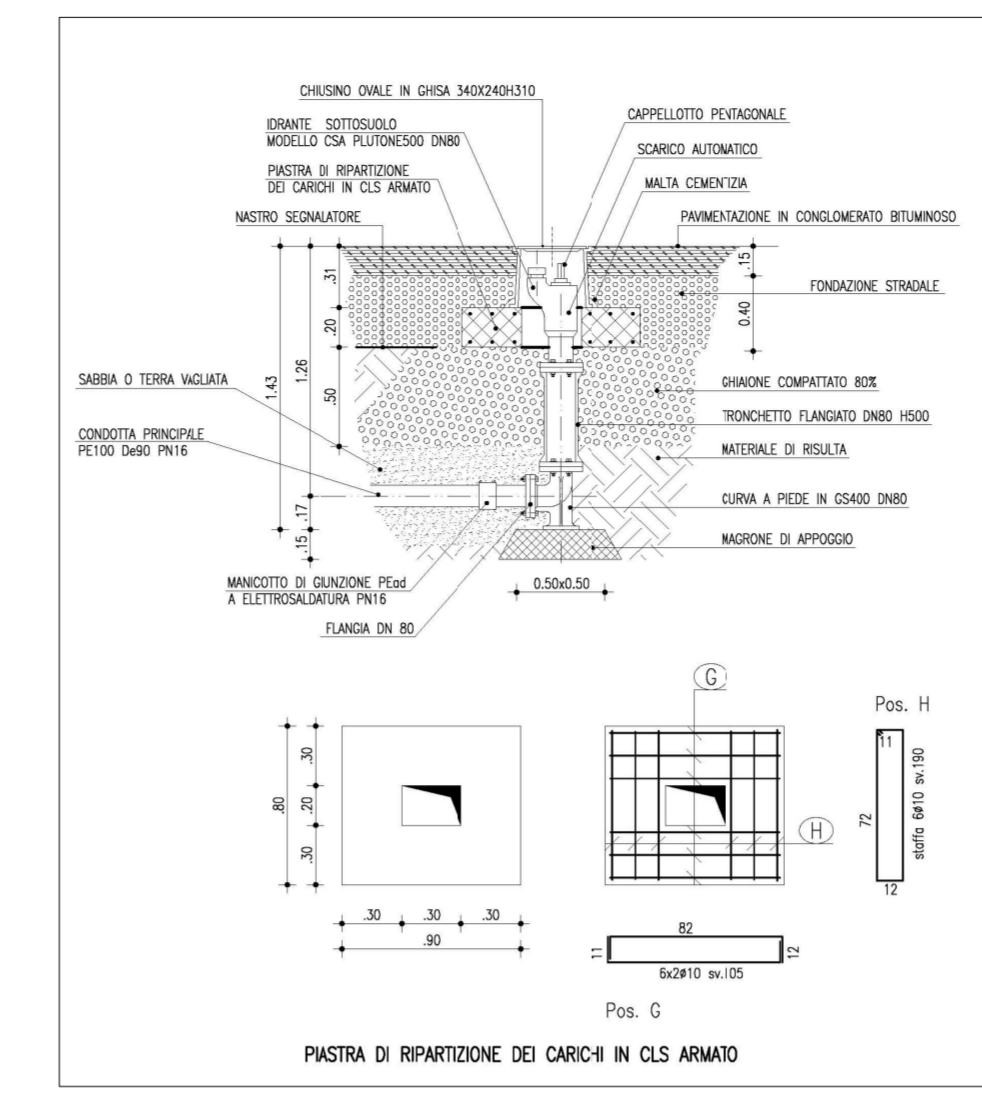 CHIUSINO OVALE IN GHISA 340X240H310
CAPPELLOTTO PENTAGONALE
IDRANTE SOTTOSUOLO
MODELLO CSA PLUTONE500 DN80
SCARICO AUTOMATICO
PIASTRA DI RIPARTIZIONE
DEI CARICHI IN CLS ARMATO
MALTA CEMENTIZIA
NASTRO SEGNALATORE
PAVIMENTAZIONE IN CONGLOMERATO BITUMINOSO
.31
.15
FONDAZIONE STRADALE
.20
0.40
1.26
1.43
SABBIA O TERRA VAGLIATA
.50
GHIAIONE COMPATTATO 80%
TRONCHETTO FLANGIATO DN80 H500
CONDOTTA PRINCIPALE
PE100 De90 PN16
MATERIALE DI RISULTA
.17
CURVA A PIEDE IN GS400 DN80
.15
MAGRONE DI APPOGGIO
MANICOTTO DI GIUNZIONE PEad
A ELETTROSALDATURA PN16
0.50x0.50
FLANGIA DN 80
G
Pos. H
.30
.20
.30
.80
11
72
12
staffa 6ø10 sv.190
H
.30 .30 .30
.90
82
11
12
6x2ø10 sv.105
Pos. G
PIASTRA DI RIPARTIZIONE DEI CARICHI IN CLS ARMATO